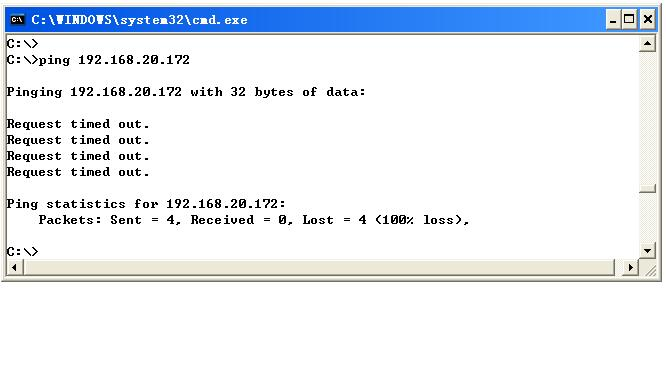 C:\WINDOWS\system32\cmd.exe
C:\>
C:\>ping 192.168.20.172
Pinging 192.168.20.172 with 32 bytes of data:
Request timed out.
Request timed out.
Request timed out.
Request timed out.
Ping statistics for 192.168.20.172:
    Packets: Sent = 4, Received = 0, Lost = 4 (100% loss),
C:\>